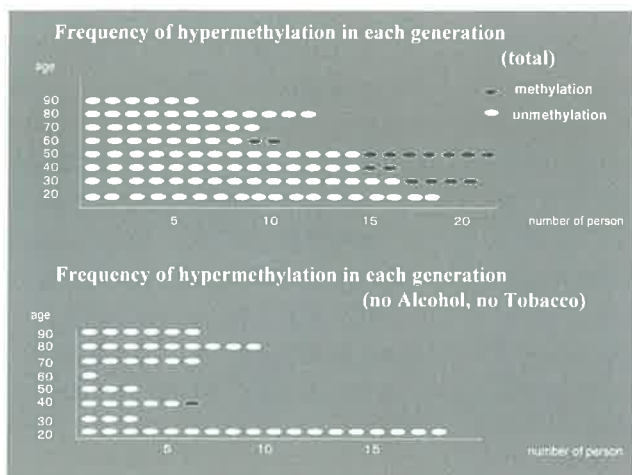 Frequency of hypermethylation in each generation
(total)
age
methylation
unmethylation
90
80
70
60
50
40
30
20
5 10 15 20 number of person
Frequency of hypermethylation in each generation
(no Alcohol, no Tobacco)
age
90
80
70
60
50
40
30
20
5 10 15 number of person